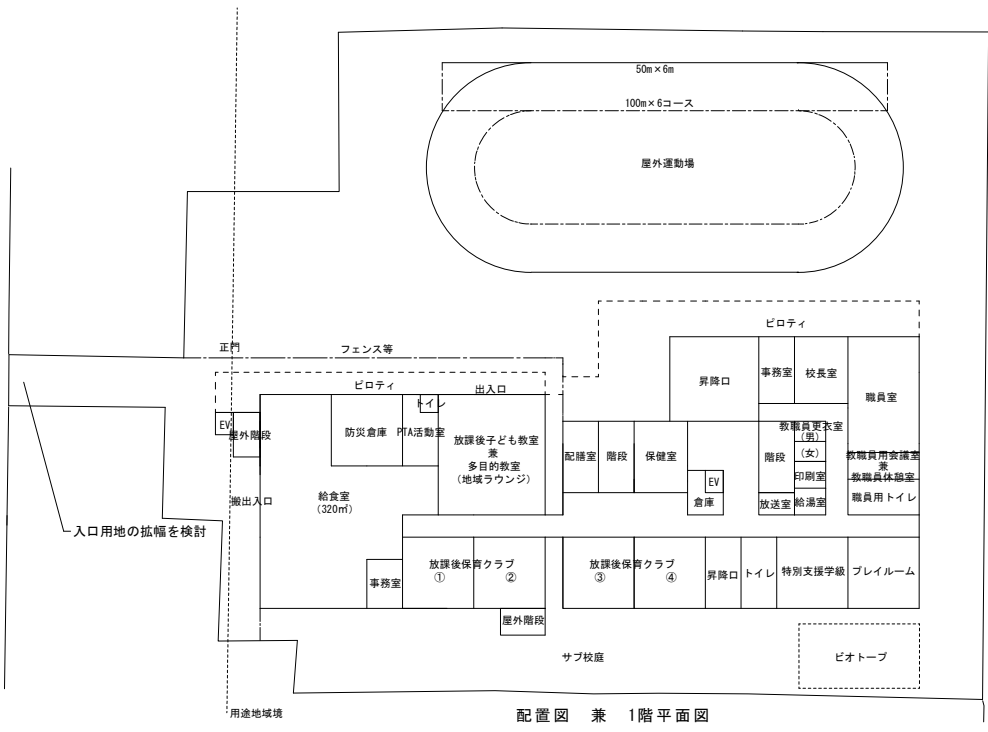 50m×6m
100m×6コース
屋外運動場
ピロティ
正門
フェンス等
ピロティ
出入口
昇降口
事務室
校長室
職員室
EV
屋外階段
防災倉庫
トイレ
PTA活動室
放課後子ども教室
兼
多目的教室
(地域ラウンジ)
配膳室
階段
保健室
階段
教職員更衣室
(男)
(女)
印刷室
給湯室
教職員用会議室
兼
教職員休憩室
職員用トイレ
EV
倉庫
放送室
搬出入口
給食室
(320㎡)
入口用地の拡幅を検討
事務室
放課後保育クラブ
① ②
放課後保育クラブ
③ ④
昇降口
トイレ
特別支援学級
プレイルーム
屋外階段
サブ校庭
ビオトープ
用途地域境
配置図 兼 1階平面図